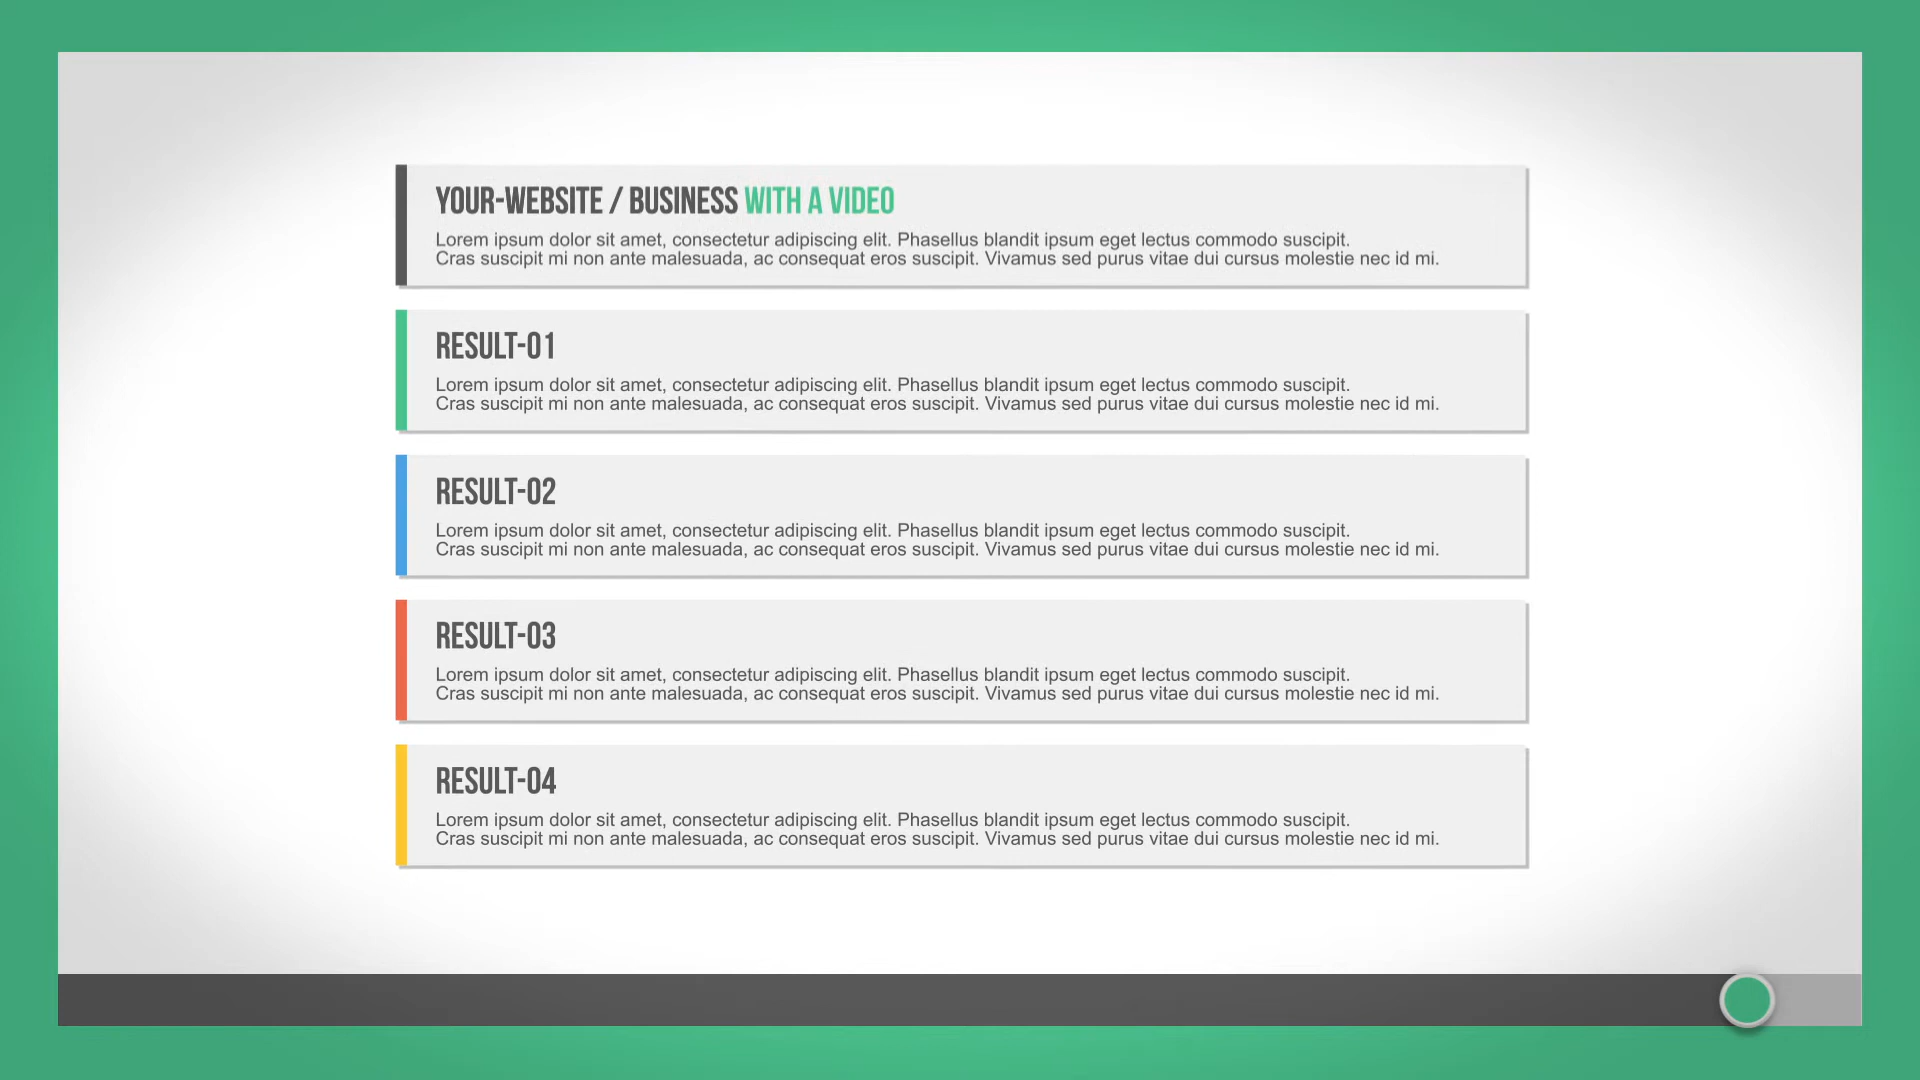 YOUR-WEBSITE / BUSINESS WITH A VIDEO
Lorem ipsum dolor sit amet, consectetur adipiscing elit. Phasellus blandit ipsum eget lectus commodo suscipit.
Cras suscipit mi non ante malesuada, ac consequat eros suscipit. Vivamus sed purus vitae dui cursus molestie nec id mi.
RESULT-01
Lorem ipsum dolor sit amet, consectetur adipiscing elit. Phasellus blandit ipsum eget lectus commodo suscipit.
Cras suscipit mi non ante malesuada, ac consequat eros suscipit. Vivamus sed purus vitae dui cursus molestie nec id mi.
RESULT-02
Lorem ipsum dolor sit amet, consectetur adipiscing elit. Phasellus blandit ipsum eget lectus commodo suscipit.
Cras suscipit mi non ante malesuada, ac consequat eros suscipit. Vivamus sed purus vitae dui cursus molestie nec id mi.
RESULT-03
Lorem ipsum dolor sit amet, consectetur adipiscing elit. Phasellus blandit ipsum eget lectus commodo suscipit.
Cras suscipit mi non ante malesuada, ac consequat eros suscipit. Vivamus sed purus vitae dui cursus molestie nec id mi.
RESULT-04
Lorem ipsum dolor sit amet, consectetur adipiscing elit. Phasellus blandit ipsum eget lectus commodo suscipit.
Cras suscipit mi non ante malesuada, ac consequat eros suscipit. Vivamus sed purus vitae dui cursus molestie nec id mi.